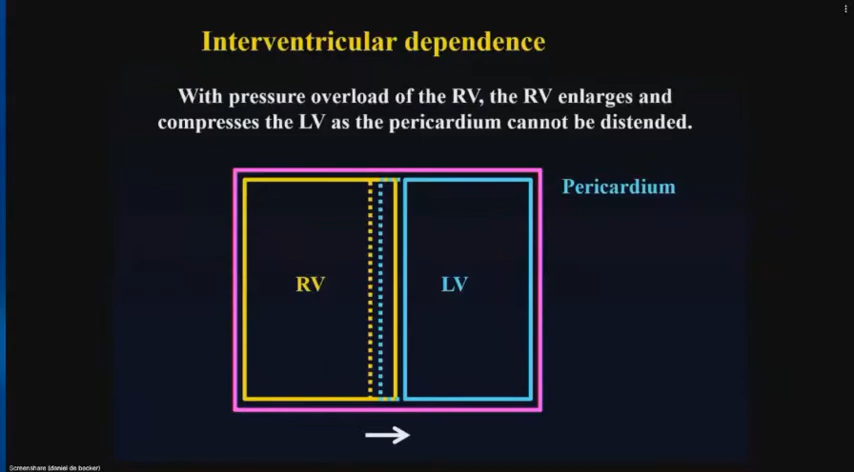 Interventricular dependence
With pressure overload of the RV, the RV enlarges and
compresses the LV as the pericardium cannot be distended.
Pericardium
RV LV
Screenshare (daniel de backer)